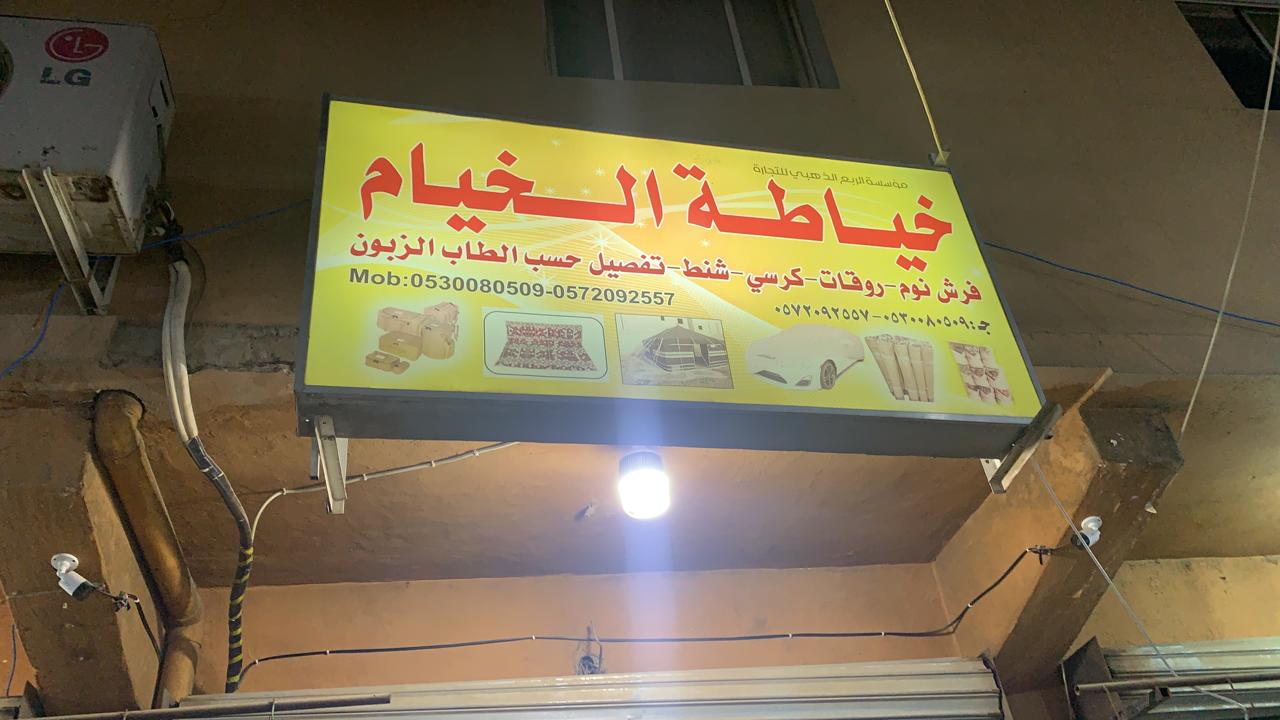 LG
مؤسسة الربع الذهبي للتجارة
خياطة الخيام
فرش نوم-روقات-كرسي-شنط-تفصيل حسب الطاب الزبون
Mob:0530080509-0572092557
جـ:٠٥٣٠٠٨٠٥٠٩-٠٥٧٢٠٩٢٥٥٧